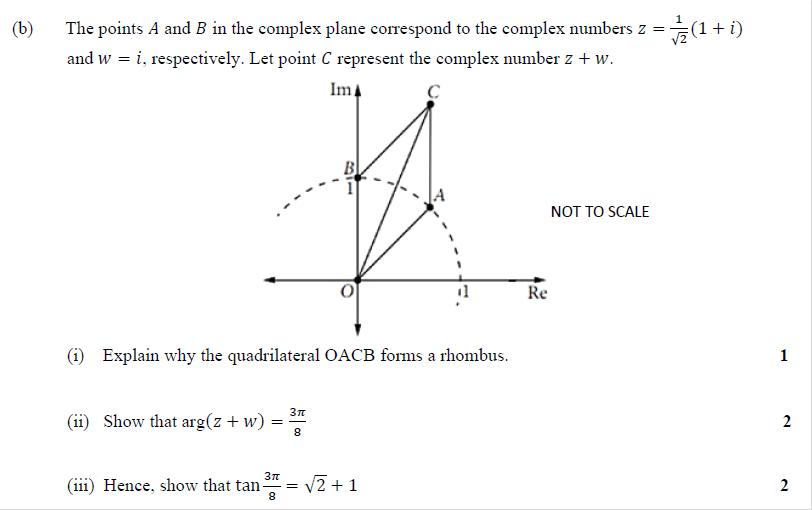 (b) The points A and B in the complex plane correspond to the complex numbers z = 1/√2 (1 + i)
and w = i, respectively. Let point C represent the complex number z + w.
Im C
B
1
A
NOT TO SCALE
O 1 Re
(i) Explain why the quadrilateral OACB forms a rhombus. 1
(ii) Show that arg(z + w) = 3π/8 2
(iii) Hence, show that tan 3π/8 = √2 + 1 2